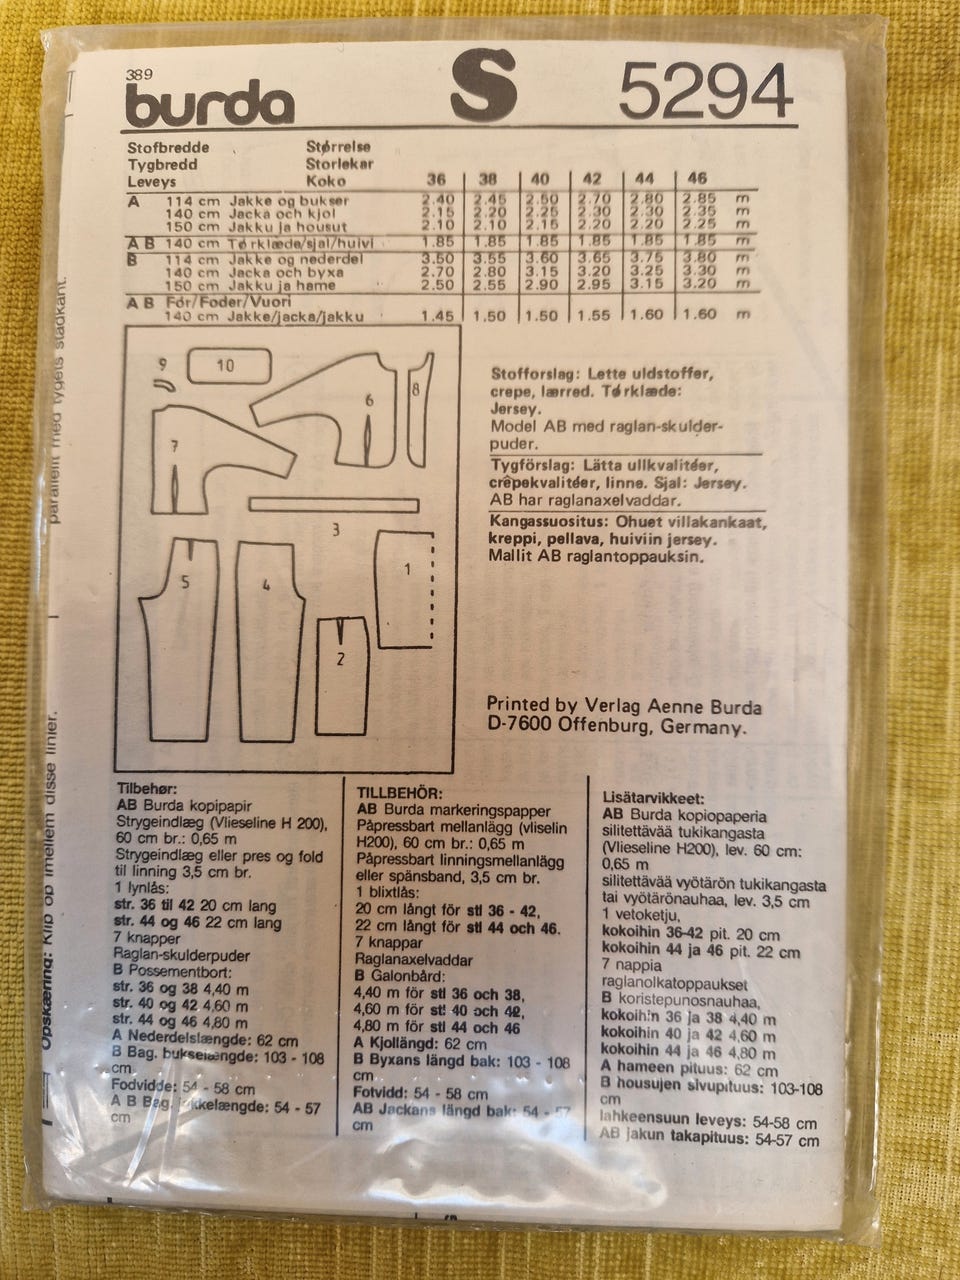 389
burda S 5294
Stofbredde Størrelse
Tygbredd Storlekar
Leveys Koko 36 38 40 42 44 46
A 114 cm Jakke og bukser 2.40 2.45 2.50 2.70 2.80 2.85 m
140 cm Jacka och kjol 2.15 2.20 2.25 2.30 2.30 2.35 m
150 cm Jakku ja housut 2.10 2.10 2.15 2.20 2.20 2.25 m
A B 140 cm Tørklæde/sjal/huivi 1.85 1.85 1.85 1.85 1.85 1.85 m
B 114 cm Jakke og nederdel 3.50 3.55 3.60 3.65 3.75 3.80 m
140 cm Jacka och byxa 2.70 2.80 3.15 3.20 3.25 3.30 m
150 cm Jakku ja hame 2.50 2.55 2.90 2.95 3.15 3.20 m
A B Fór/Foder/Vuori
140 cm Jakke/jacka/jakku 1.45 1.50 1.50 1.55 1.60 1.60 m
9
10
6
8
7
3
5
4
1
2
Stofforslag: Lette uldstoffer,
crepe, lærred. Tørklæde:
Jersey.
Model AB med raglan-skulder-
puder.
Tygförslag: Lätta ullkvalitéer,
crêpekvalitéer, linne. Sjal: Jersey.
AB har raglanaxelvaddar.
Kangassuositus: Ohuet villakankaat,
kreppi, pellava, huiviin jersey.
Mallit AB raglantoppauksin.
Printed by Verlag Aenne Burda
D-7600 Offenburg, Germany.
Tilbehør:
AB Burda kopipapir
Strygeindlæg (Vlieseline H 200),
60 cm br.: 0,65 m
Strygeindlæg eller pres og fold
til linning 3,5 cm br.
1 lynlås:
str. 36 til 42 20 cm lang
str. 44 og 46 22 cm lang
7 knapper
Raglan-skulderpuder
B Possementbort:
str. 36 og 38 4,40 m
str. 40 og 42 4,60 m
str. 44 og 46 4,80 m
A Nederdelslængde: 62 cm
B Bag. bukselængde: 103 - 108
cm
Fodvidde: 54 - 58 cm
A B Bag. jakkelængde: 54 - 57
cm
TILLBEHÖR:
AB Burda markeringspapper
Påpressbart mellanlägg (vliselin
H200), 60 cm br.: 0,65 m
Påpressbart linningsmellanlägg
eller spänsband, 3,5 cm br.
1 blixtlås:
20 cm långt för stl 36 - 42,
22 cm långt för stl 44 och 46.
7 knappar
Raglanaxelvaddar
B Galonbård:
4,40 m för stl 36 och 38,
4,60 m för stl 40 och 42,
4,80 m för stl 44 och 46
A Kjollängd: 62 cm
B Byxans längd bak: 103 - 108
cm
Fotvidd: 54 - 58 cm
AB Jackans längd bak: 54 - 57
cm
Lisätarvikkeet:
AB Burda kopiopaperia
silitettävää tukikangasta
(Vlieseline H200), lev. 60 cm:
0,65 m
silitettävää vyötärön tukikangasta
tai vyötärönauhaa, lev. 3,5 cm
1 vetoketju,
kokoihin 36-42 pit. 20 cm
kokoihin 44 ja 46 pit. 22 cm
7 nappia
raglanolkatoppaukset
B koristepunosnauhaa,
kokoihin 36 ja 38 4,40 m
kokoihin 40 ja 42 4,60 m
kokoihin 44 ja 46 4,80 m
A hameen pituus: 62 cm
B housujen sivupituus: 103-108
cm
lahkeensuun leveys: 54-58 cm
AB jakun takapituus: 54-57 cm
parallellt med tygets stadkant.
Opskæring: Klip op imellem disse linier.